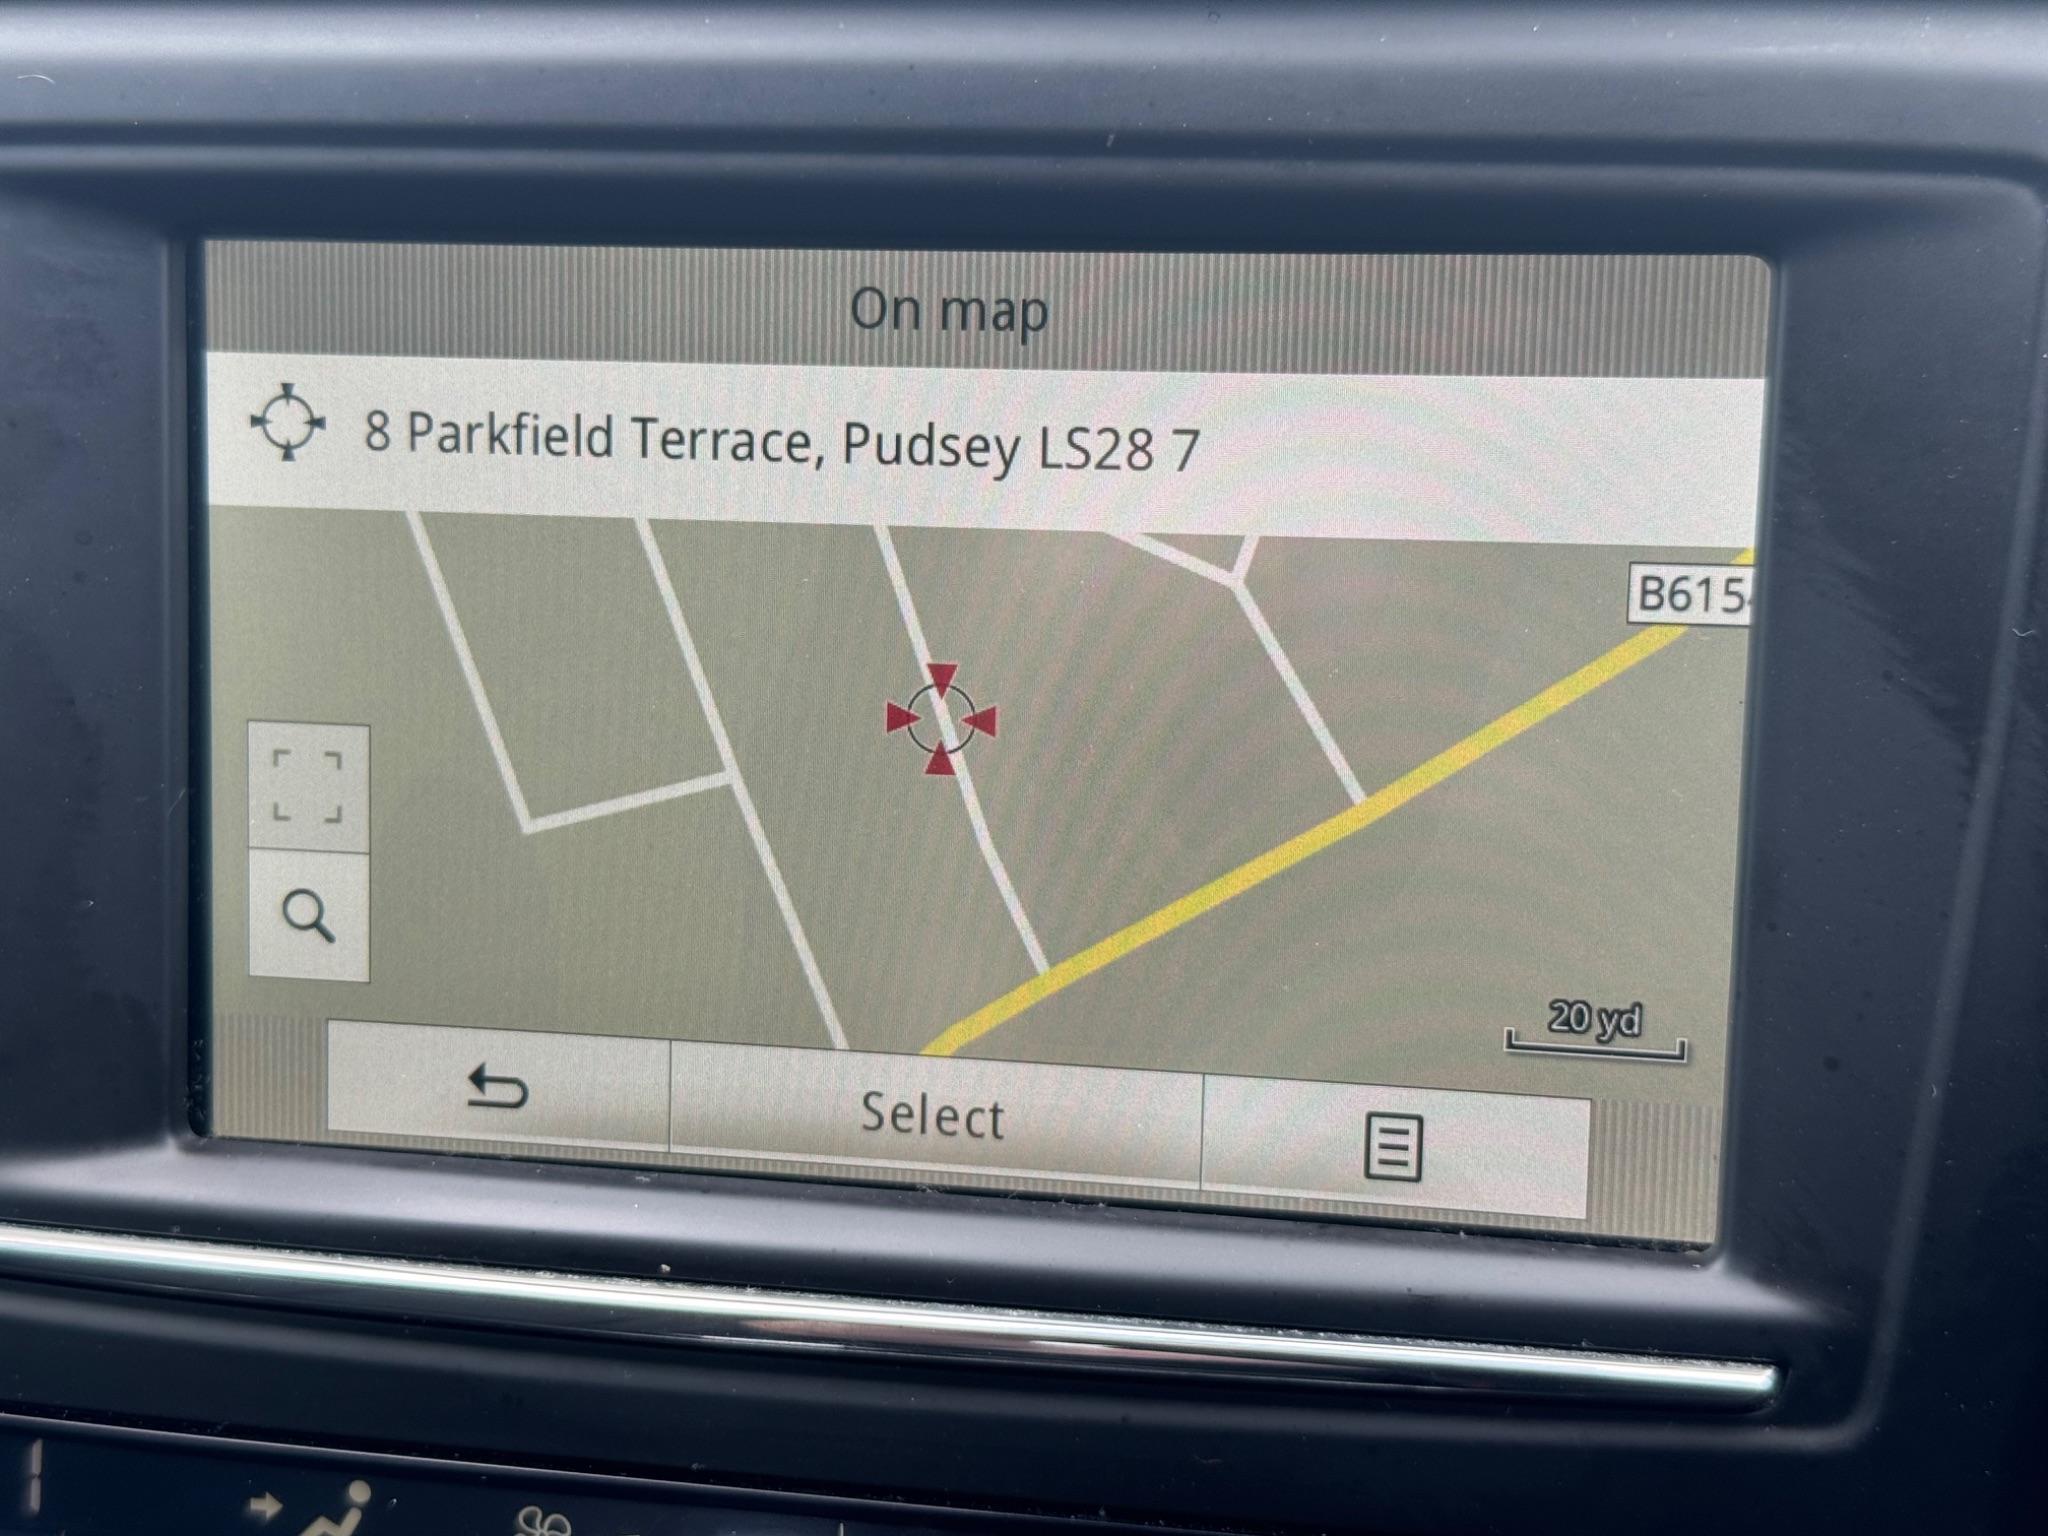 On map
8 Parkfield Terrace, Pudsey LS28 7
B615
20 yd
Select